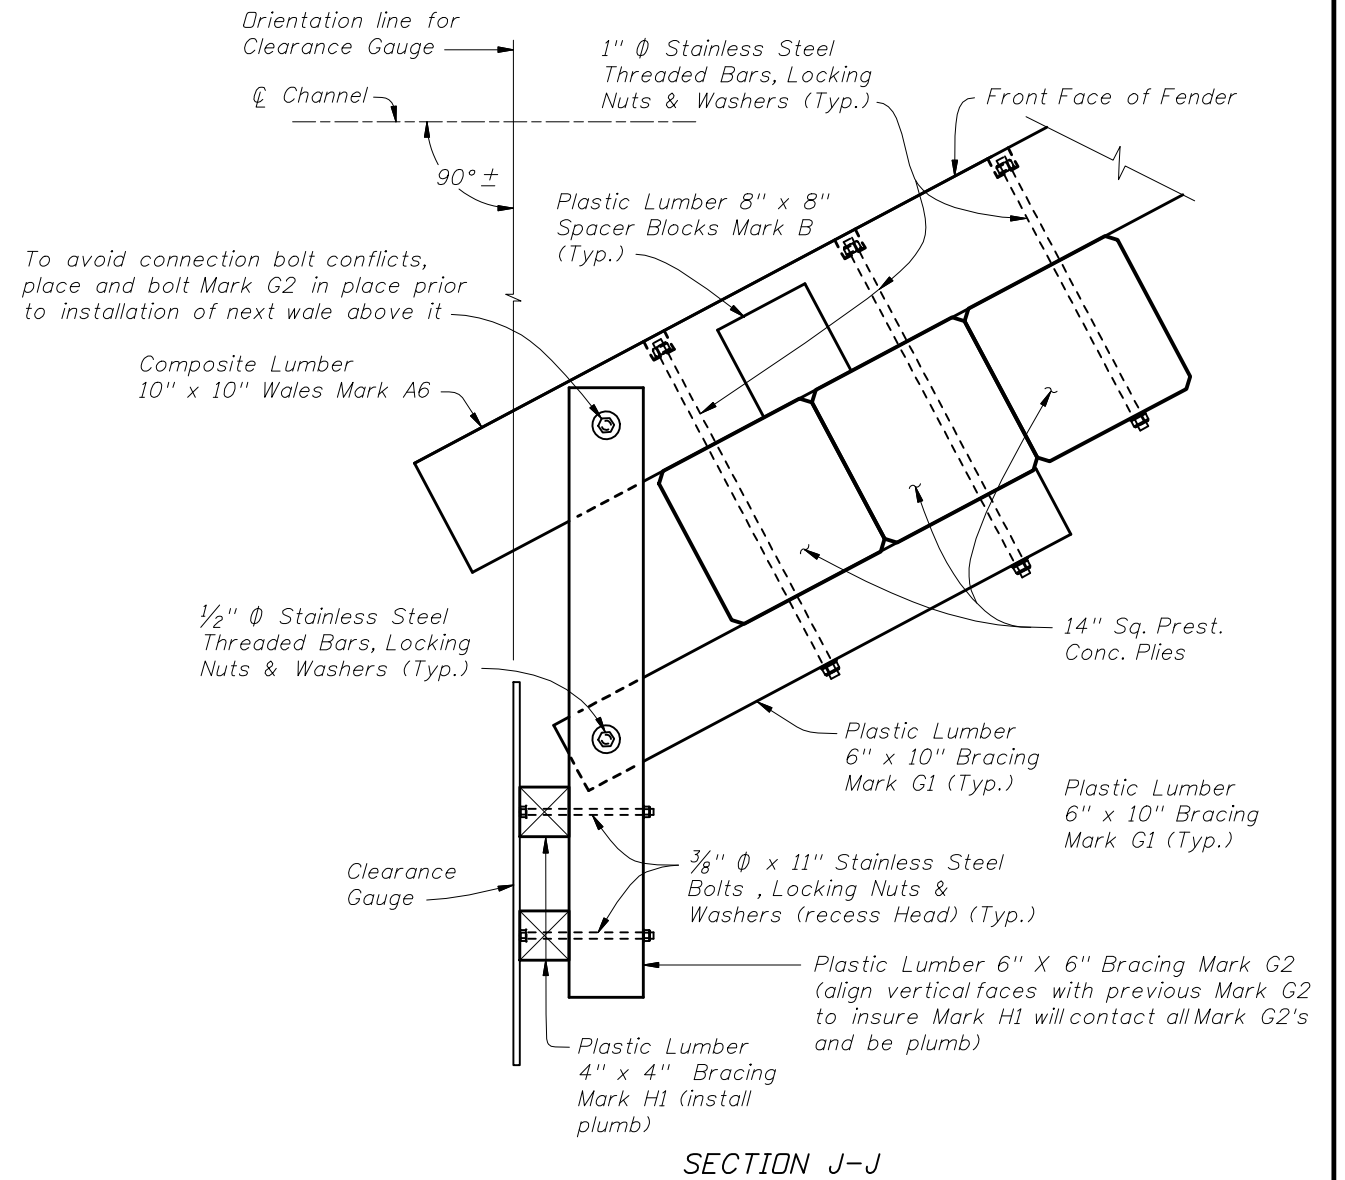 Orientation line for
Clearance Gauge
℄ Channel
90° ±
1" ϕ Stainless Steel
Threaded Bars, Locking
Nuts & Washers (Typ.)
Front Face of Fender
Plastic Lumber 8" x 8"
Spacer Blocks Mark B
(Typ.)
To avoid connection bolt conflicts,
place and bolt Mark G2 in place prior
to installation of next wale above it
Composite Lumber
10" x 10" Wales Mark A6
1/2" ϕ Stainless Steel
Threaded Bars, Locking
Nuts & Washers (Typ.)
14" Sq. Prest.
Conc. Plies
Plastic Lumber
6" x 10" Bracing
Mark G1 (Typ.)
Plastic Lumber
6" x 10" Bracing
Mark G1 (Typ.)
Clearance
Gauge
3/8" ϕ x 11" Stainless Steel
Bolts , Locking Nuts &
Washers (recess Head) (Typ.)
Plastic Lumber 6" X 6" Bracing Mark G2
(align vertical faces with previous Mark G2
to insure Mark H1 will contact all Mark G2's
and be plumb)
Plastic Lumber
4" x 4" Bracing
Mark H1 (install
plumb)
SECTION J-J